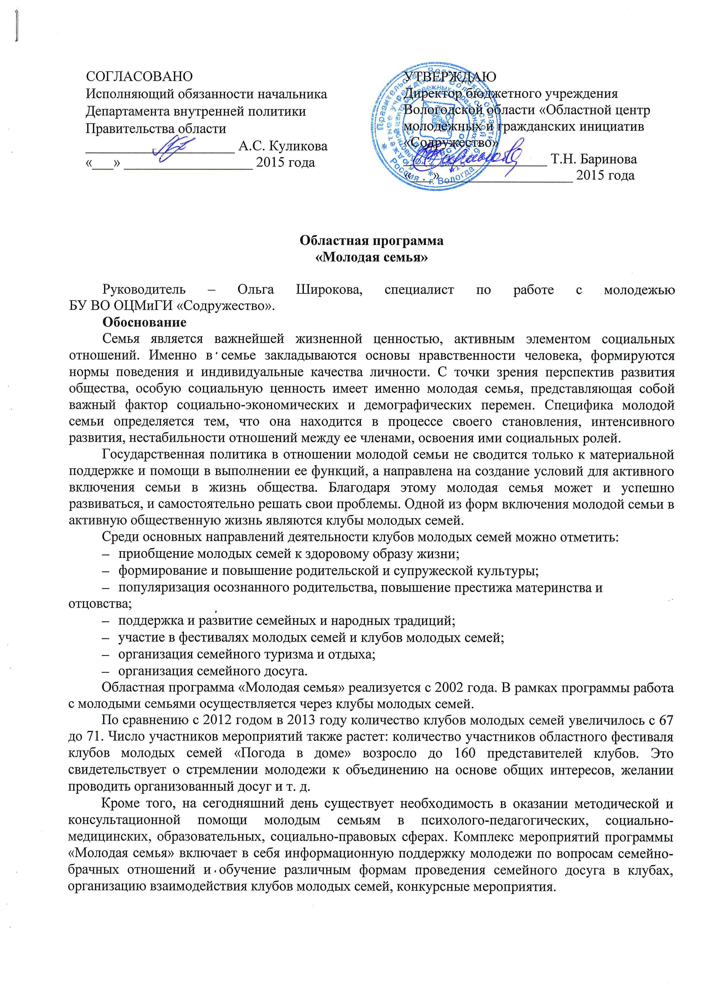 СОГЛАСОВАНО
Исполняющий обязанности начальника
Департамента внутренней политики
Правительства области
_____________________ А.С. Куликова
«___» __________________ 2015 года
УТВЕРЖДАЮ
Директор бюджетного учреждения
Вологодской области «Областной центр
молодежных и гражданских инициатив
«Содружество»
____________________ Т.Н. Баринова
«___» __________________ 2015 года
Правительство Вологодской области
Россия • г. Вологда
Областная программа
«Молодая семья»
Руководитель – Ольга Широкова, специалист по работе с молодежью
БУ ВО ОЦМиГИ «Содружество».
Обоснование
Семья является важнейшей жизненной ценностью, активным элементом социальных
отношений. Именно в семье закладываются основы нравственности человека, формируются
нормы поведения и индивидуальные качества личности. С точки зрения перспектив развития
общества, особую социальную ценность имеет именно молодая семья, представляющая собой
важный фактор социально-экономических и демографических перемен. Специфика молодой
семьи определяется тем, что она находится в процессе своего становления, интенсивного
развития, нестабильности отношений между ее членами, освоения ими социальных ролей.
Государственная политика в отношении молодой семьи не сводится только к материальной
поддержке и помощи в выполнении ее функций, а направлена на создание условий для активного
включения семьи в жизнь общества. Благодаря этому молодая семья может и успешно
развиваться, и самостоятельно решать свои проблемы. Одной из форм включения молодой семьи в
активную общественную жизнь являются клубы молодых семей.
Среди основных направлений деятельности клубов молодых семей можно отметить:
– приобщение молодых семей к здоровому образу жизни;
– формирование и повышение родительской и супружеской культуры;
– популяризация осознанного родительства, повышение престижа материнства и
отцовства;
– поддержка и развитие семейных и народных традиций;
– участие в фестивалях молодых семей и клубов молодых семей;
– организация семейного туризма и отдыха;
– организация семейного досуга.
Областная программа «Молодая семья» реализуется с 2002 года. В рамках программы работа
с молодыми семьями осуществляется через клубы молодых семей.
По сравнению с 2012 годом в 2013 году количество клубов молодых семей увеличилось с 67
до 71. Число участников мероприятий также растет: количество участников областного фестиваля
клубов молодых семей «Погода в доме» возросло до 160 представителей клубов. Это
свидетельствует о стремлении молодежи к объединению на основе общих интересов, желании
проводить организованный досуг и т. д.
Кроме того, на сегодняшний день существует необходимость в оказании методической и
консультационной помощи молодым семьям в психолого-педагогических, социально-
медицинских, образовательных, социально-правовых сферах. Комплекс мероприятий программы
«Молодая семья» включает в себя информационную поддержку молодежи по вопросам семейно-
брачных отношений и обучение различным формам проведения семейного досуга в клубах,
организацию взаимодействия клубов молодых семей, конкурсные мероприятия.